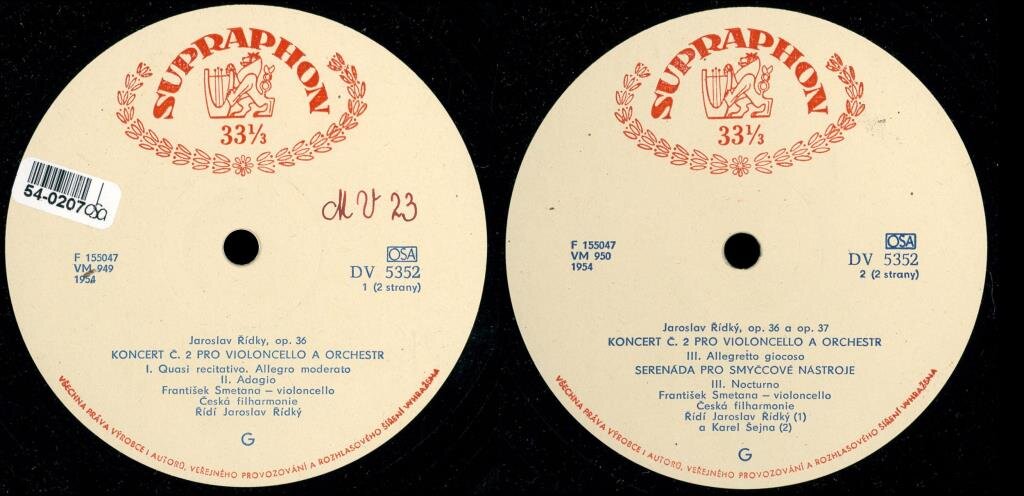 SUPRAPHON
33⅓
54-0207
osa
MV 23
F 155047
VM 949
1954
OSA
DV 5352
1 (2 strany)
Jaroslav Řídky, op. 36
KONCERT Č. 2 PRO VIOLONCELLO A ORCHESTR
I. Quasi recitativo. Allegro moderato
II. Adagio
František Smetana – violoncello
Česká filharmonie
Řídí Jaroslav Řídký
G
VŠECHNA PRÁVA VÝROBCE I AUTORŮ, VEŘEJNÉHO PROVOZOVÁNÍ A ROZHLASOVÉHO ŠÍŘENÍ VYHRAŽENA
SUPRAPHON
33⅓
F 155047
VM 950
1954
OSA
DV 5352
2 (2 strany)
Jaroslav Řídký, op. 36 a op. 37
KONCERT Č. 2 PRO VIOLONCELLO A ORCHESTR
III. Allegretto giocoso
SERENÁDA PRO SMYČCOVÉ NÁSTROJE
III. Nocturno
František Smetana – violoncello
Česká filharmonie
Řídí Jaroslav Řídký (1)
a Karel Šejna (2)
G
VŠECHNA PRÁVA VÝROBCE I AUTORŮ, VEŘEJNÉHO PROVOZOVÁNÍ A ROZHLASOVÉHO ŠÍŘENÍ VYHRAŽENA